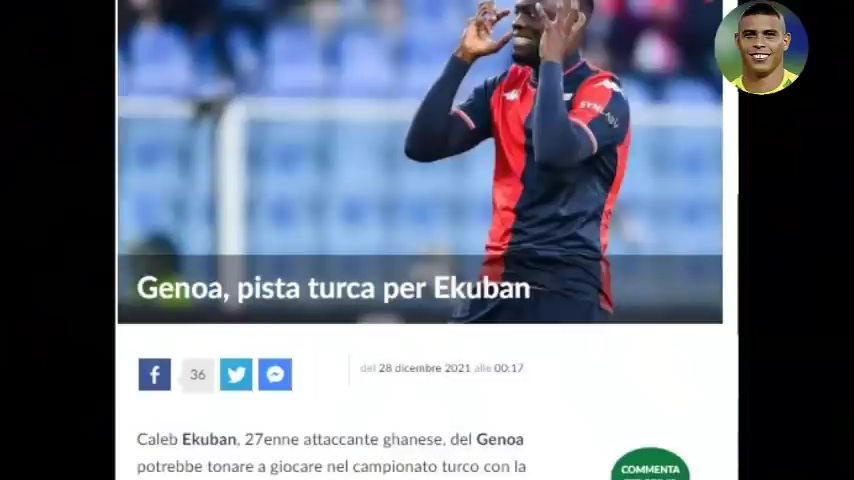 SYNLAB
Genoa, pista turca per Ekuban
f 36
del 28 dicembre 2021 alle 00:17
Caleb Ekuban, 27enne attaccante ghanese, del Genoa
potrebbe tonare a giocare nel campionato turco con la
COMMENTA